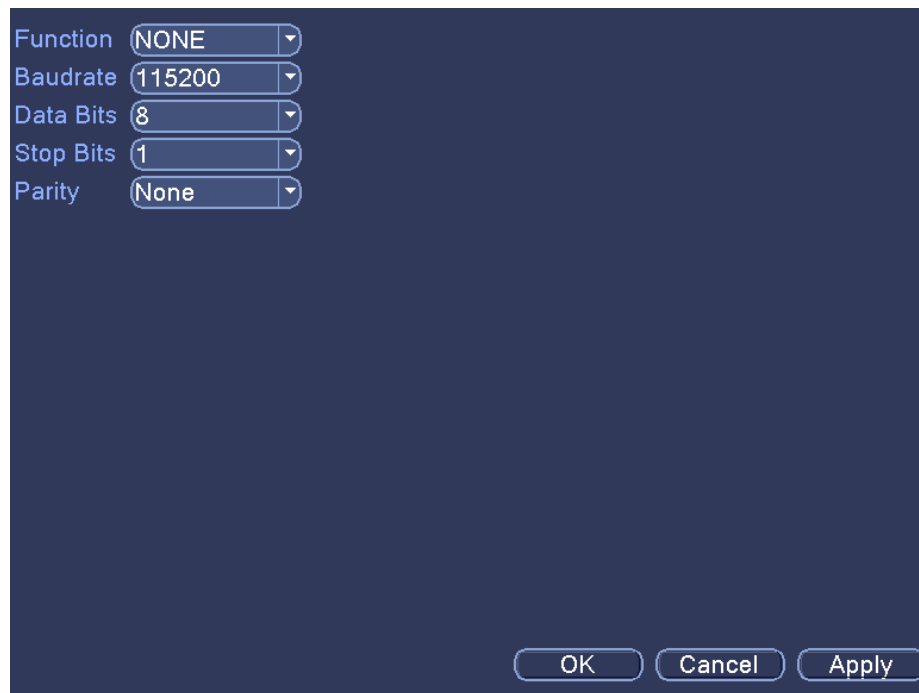 Function NONE
Baudrate 115200
Data Bits 8
Stop Bits 1
Parity None
OK Cancel Apply